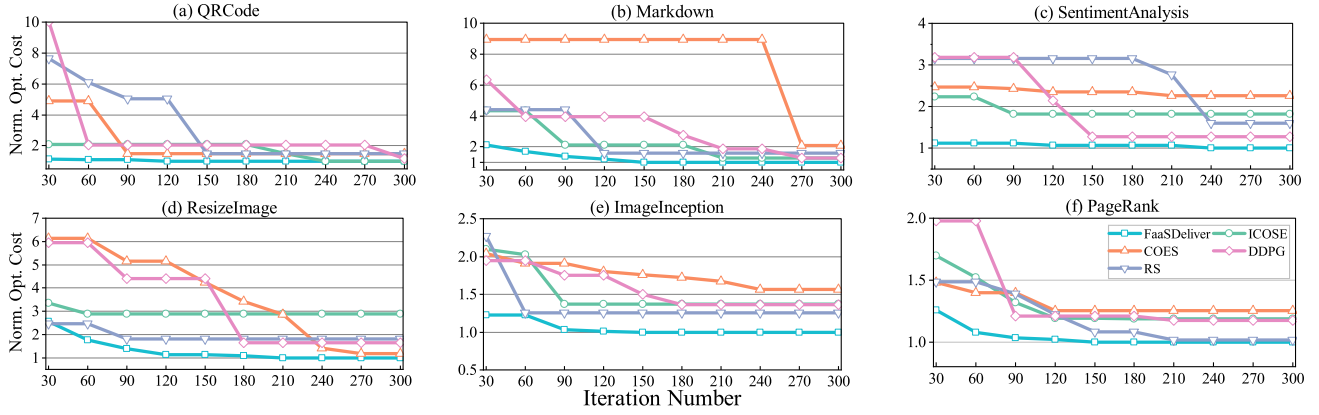 (a) QRCode
(b) Markdown
(c) SentimentAnalysis
Norm. Opt. Cost
10
8
6
4
2
30 60 90 120 150 180 210 240 270 300
10
8
6
4
2
1
30 60 90 120 150 180 210 240 270 300
4
3
2
1
30 60 90 120 150 180 210 240 270 300
(d) ResizeImage
(e) ImageInception
(f) PageRank
Norm. Opt. Cost
7
6
5
4
3
2
1
30 60 90 120 150 180 210 240 270 300
2.5
2.0
1.5
1.0
0.5
30 60 90 120 150 180 210 240 270 300
2.0
1.5
1.0
FaaSDeliver
ICOSE
COES
DDPG
RS
30 60 90 120 150 180 210 240 270 300
Iteration Number